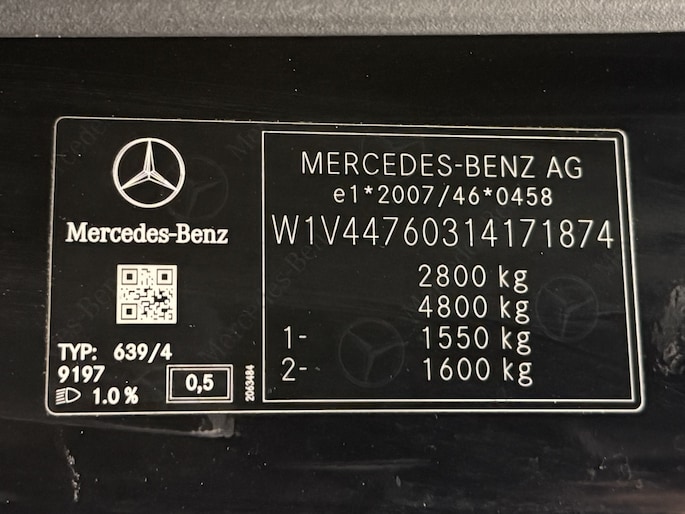 Mercedes-Benz
TYP: 639/4
9197
1.0 %
0,5
2063484
MERCEDES-BENZ AG
e1*2007/46*0458
W1V44760314171874
2800 kg
4800 kg
1- 1550 kg
2- 1600 kg